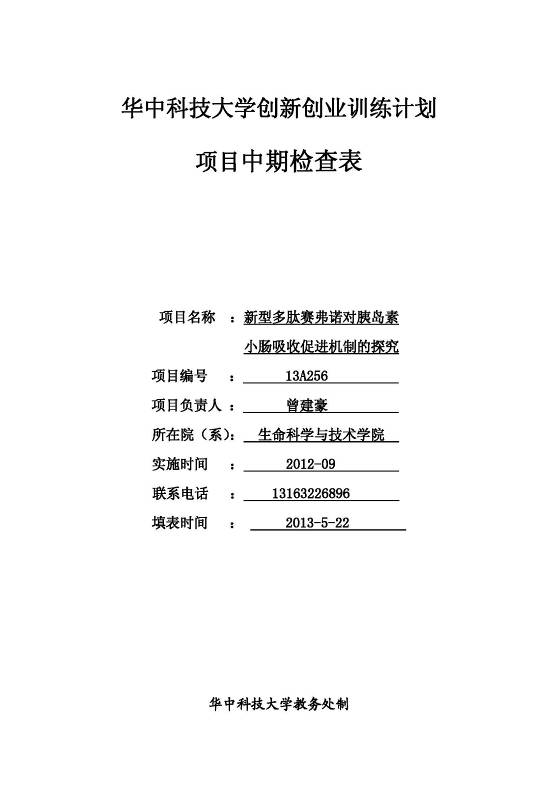 华中科技大学创新创业训练计划
项目中期检查表
项目名称 ：新型多肽赛弗诺对胰岛素
小肠吸收促进机制的探究
项目编号 ： 13A256
项目负责人 ： 曾建豪
所在院（系）： 生命科学与技术学院
实施时间 ： 2012-09
联系电话 ： 13163226896
填表时间 ： 2013-5-22
华中科技大学教务处制